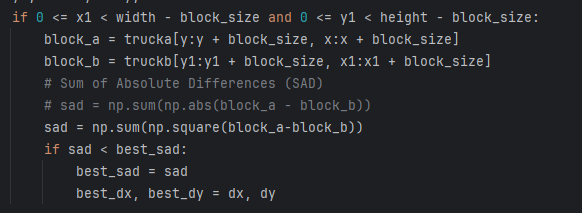 if 0 <= x1 < width - block_size and 0 <= y1 < height - block_size:
    block_a = trucka[y:y + block_size, x:x + block_size]
    block_b = truckb[y1:y1 + block_size, x1:x1 + block_size]
    # Sum of Absolute Differences (SAD)
    # sad = np.sum(np.abs(block_a - block_b))
    sad = np.sum(np.square(block_a-block_b))
    if sad < best_sad:
        best_sad = sad
        best_dx, best_dy = dx, dy